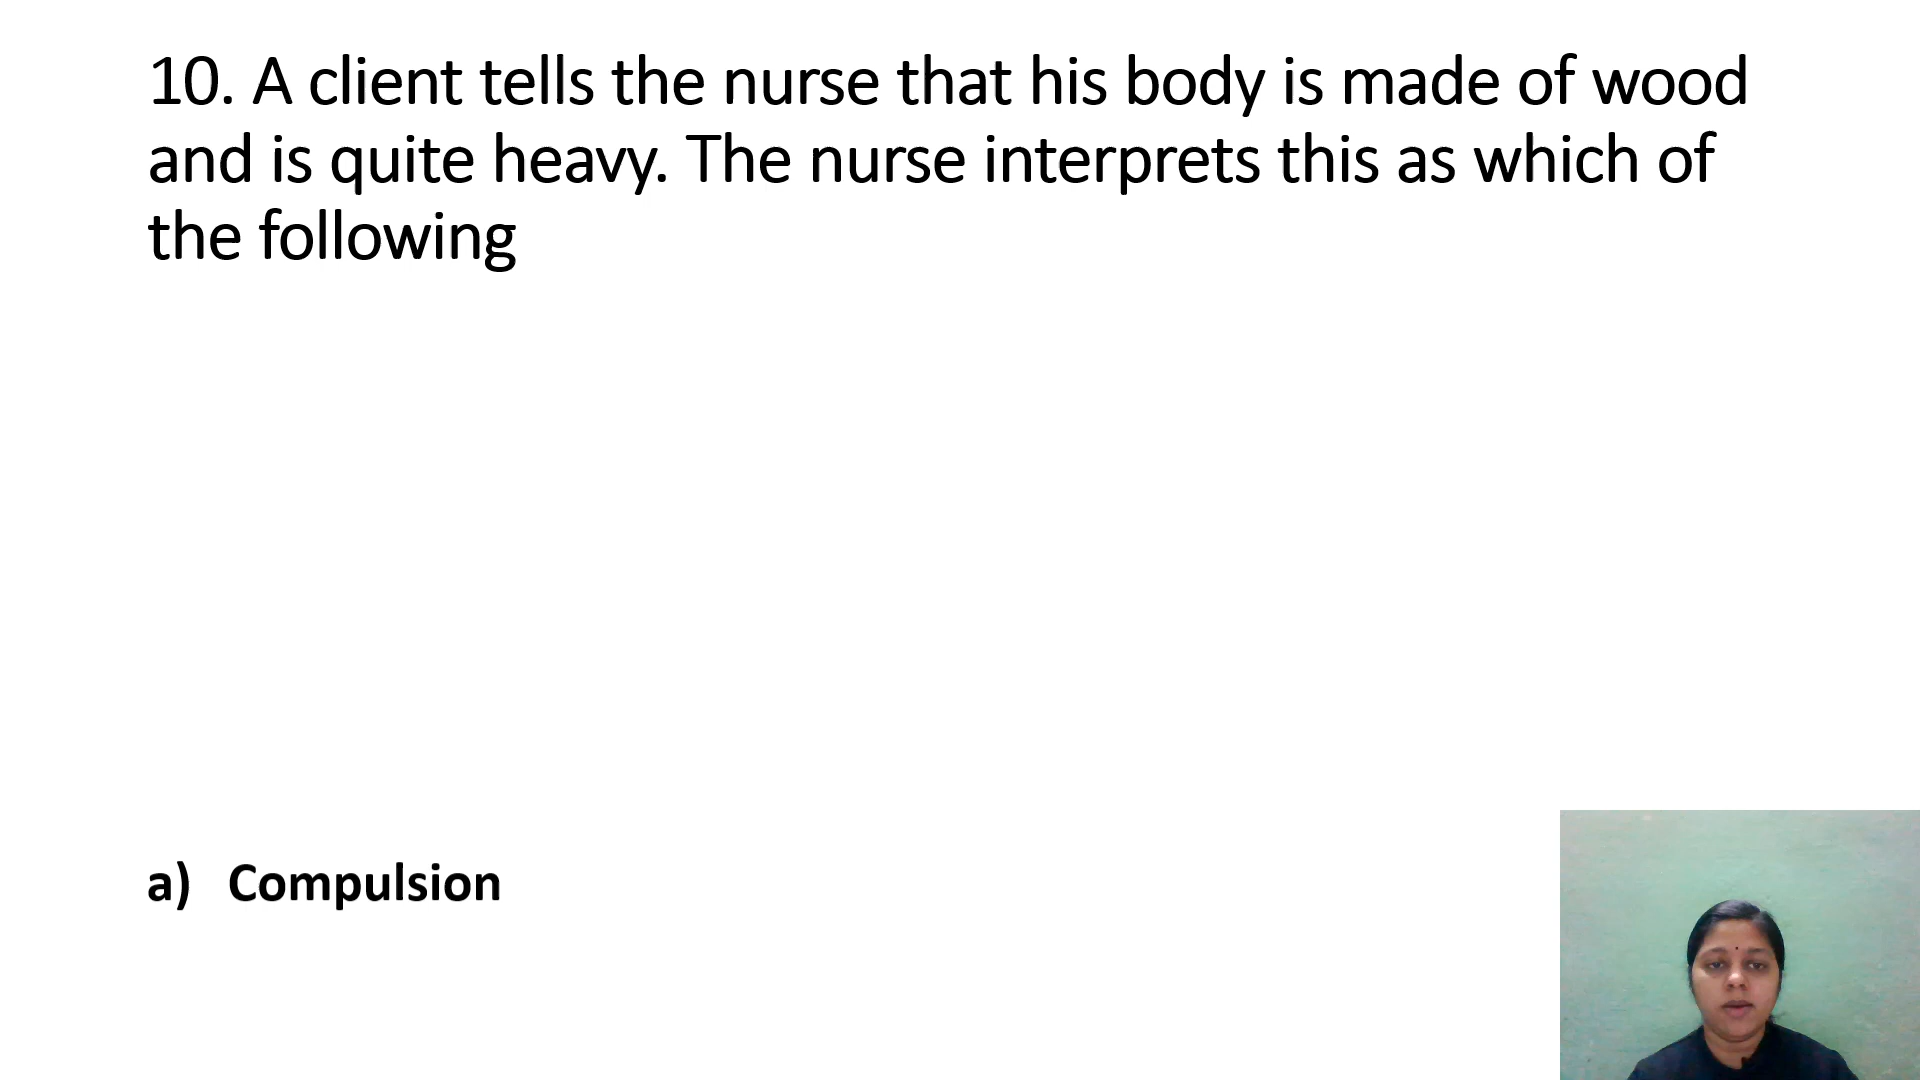 10. A client tells the nurse that his body is made of wood
and is quite heavy. The nurse interprets this as which of
the following
a) Compulsion